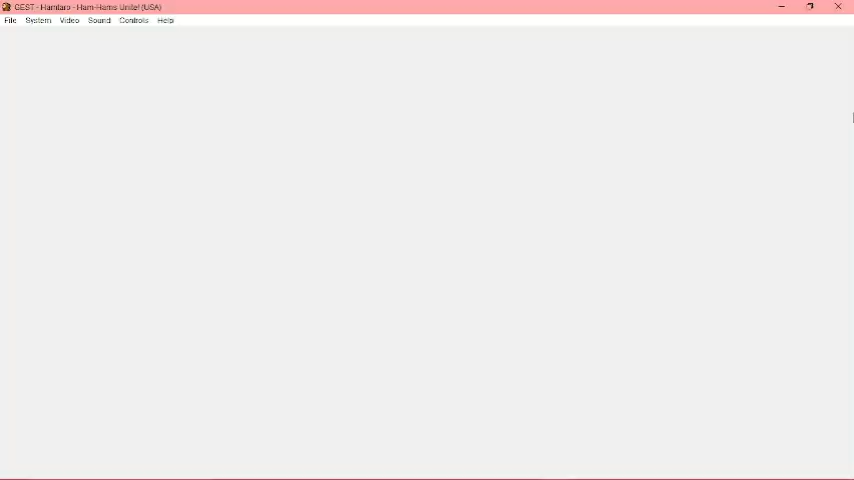 GEST - Hamtaro - Ham-Hams Unite! (USA)
File System Video Sound Controls Help